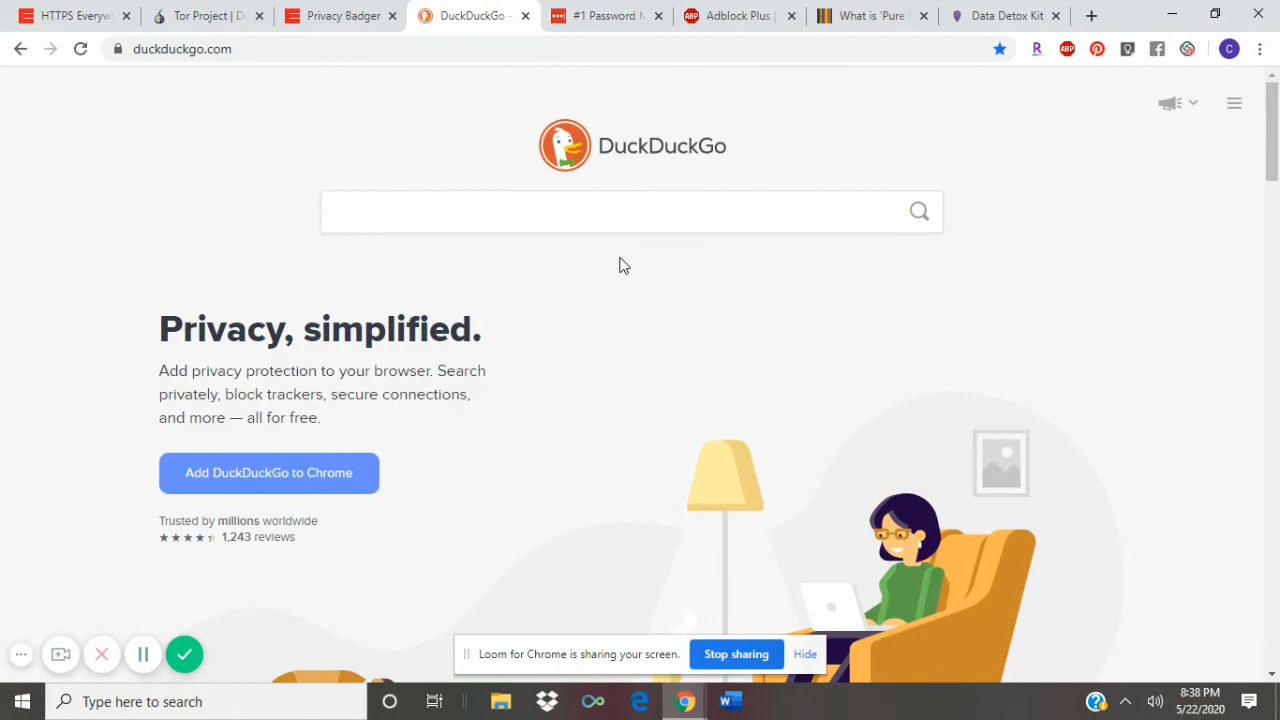 HTTPS Everyw
Tor Project | D
Privacy Badger
DuckDuckGo —
#1 Password M
Adblock Plus |
What is 'Pure S
Data Detox Kit
duckduckgo.com
R
ABP
C
DuckDuckGo
Privacy, simplified.
Add privacy protection to your browser. Search
privately, block trackers, secure connections,
and more — all for free.
Add DuckDuckGo to Chrome
Trusted by millions worldwide
1,243 reviews
Loom for Chrome is sharing your screen.
Stop sharing
Hide
Type here to search
8:38 PM
5/22/2020